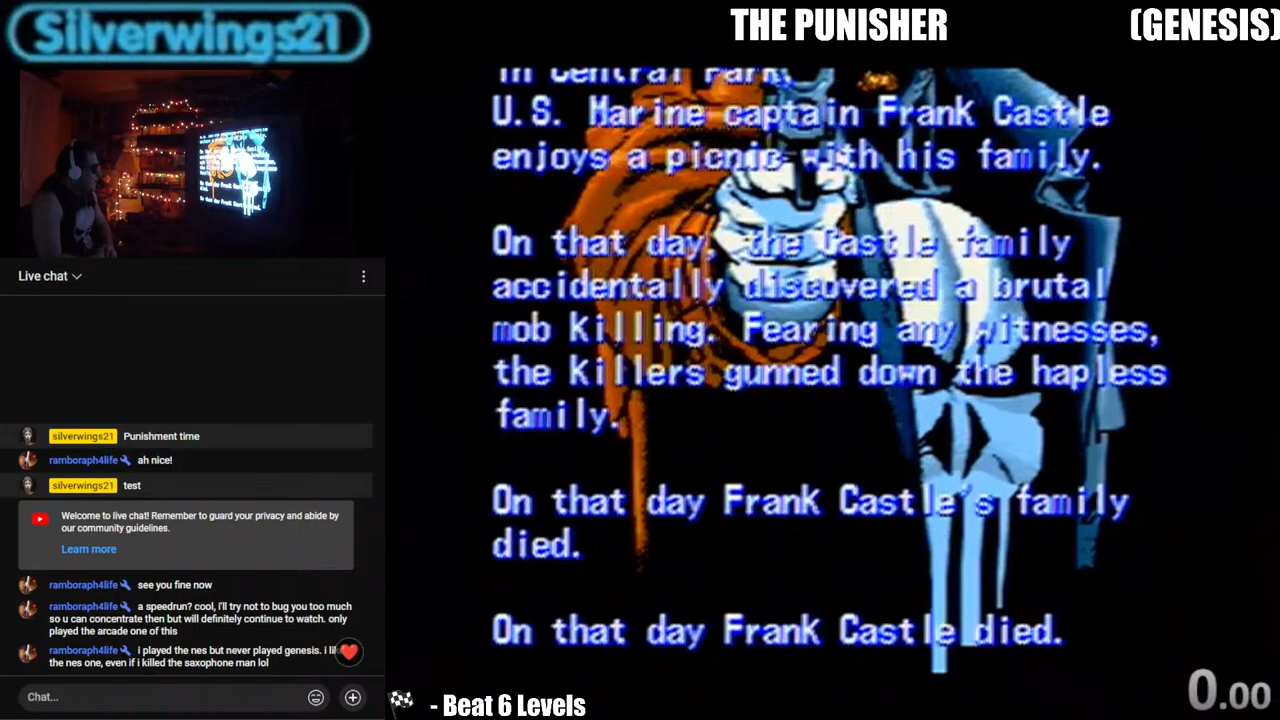 Silverwings21
THE PUNISHER (GENESIS)
in Central Park,
U.S. Marine captain Frank Castle
enjoys a picnic with his family.
On that day, the Castle family
accidentally discovered a brutal
mob killing. Fearing any witnesses,
the killers gunned down the hapless
family.
On that day Frank Castle's family
died.
On that day Frank Castle died.
Live chat
silverwings21 Punishment time
ramboraph4life ah nice!
silverwings21 test
Welcome to live chat! Remember to guard your privacy and abide by
our community guidelines.
Learn more
ramboraph4life see you fine now
ramboraph4life a speedrun? cool, i'll try not to bug you too much
so u can concentrate then but will definitely continue to watch. only
played the arcade one of this
ramboraph4life i played the nes but never played genesis. i
the nes one, even if i killed the saxophone man lol
Chat...
- Beat 6 Levels
0.00